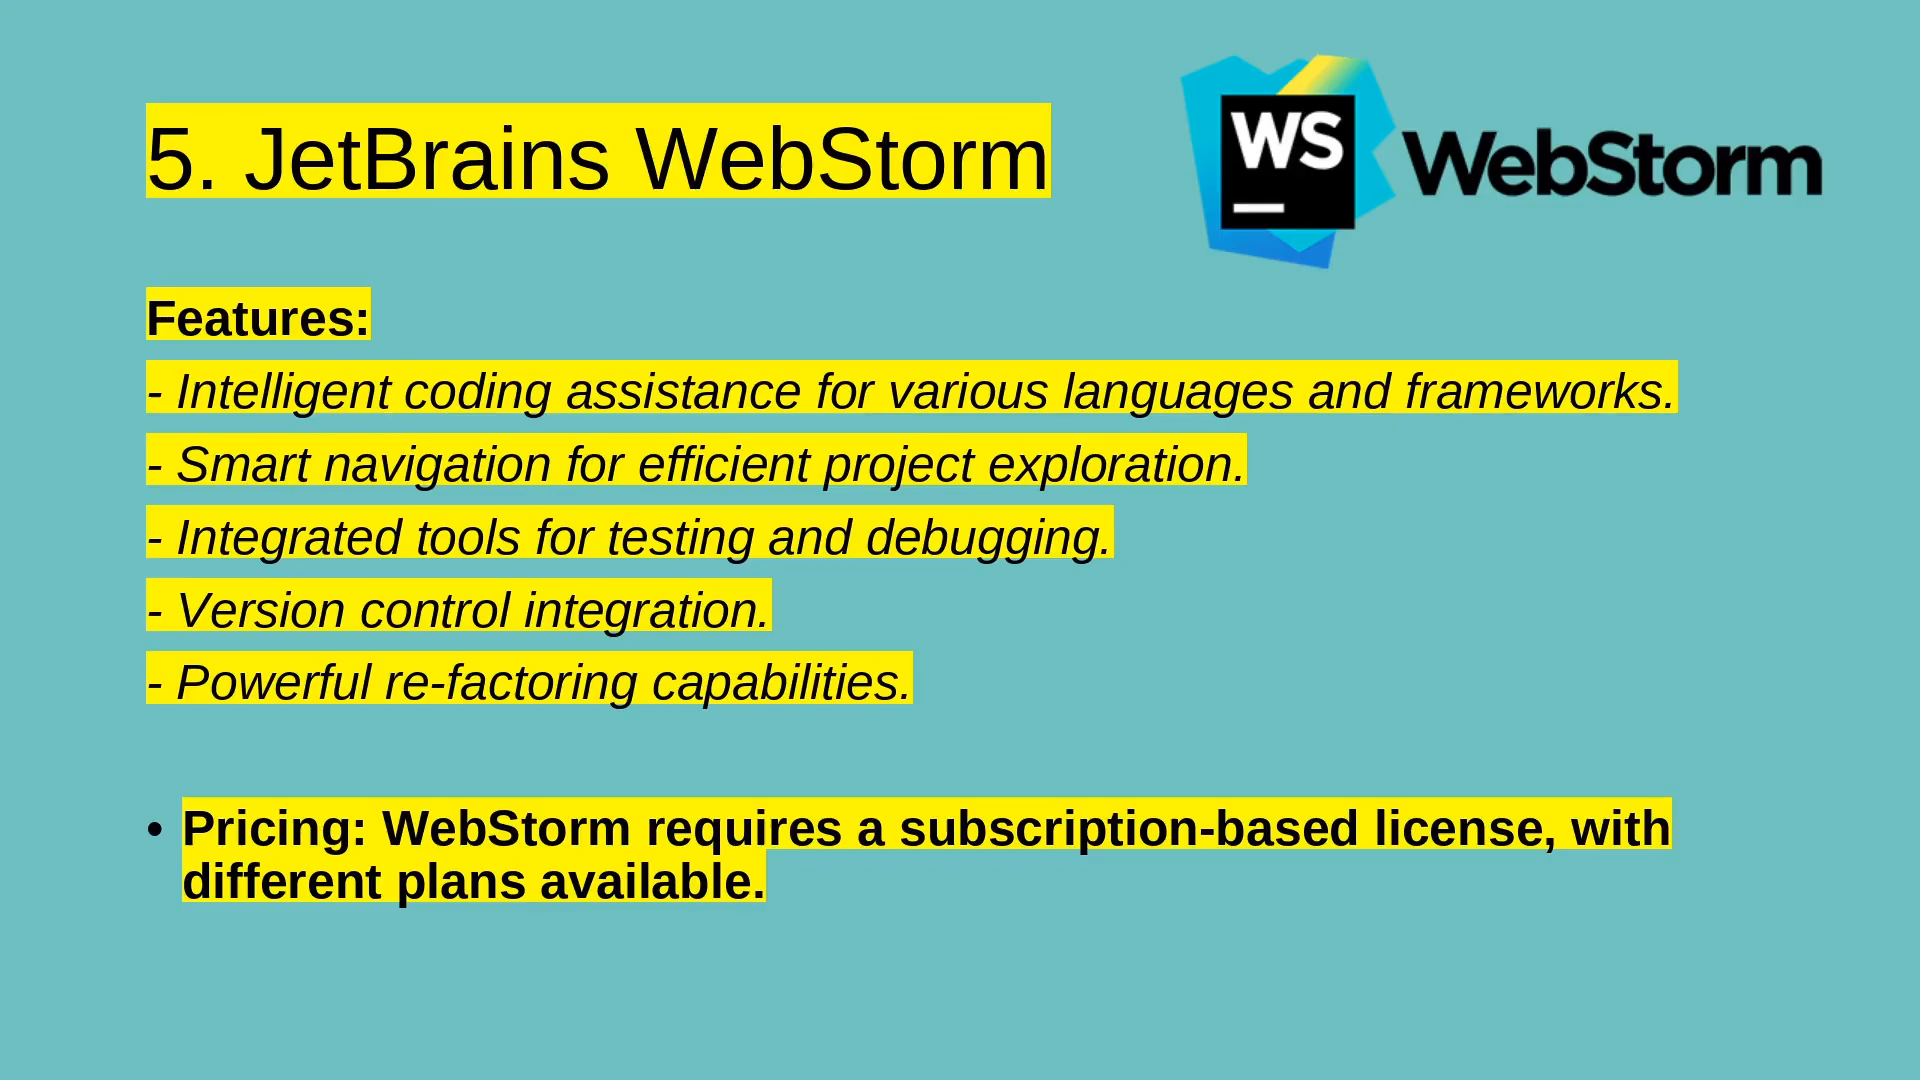 5. JetBrains WebStorm
WS
WebStorm
Features:
- Intelligent coding assistance for various languages and frameworks.
- Smart navigation for efficient project exploration.
- Integrated tools for testing and debugging.
- Version control integration.
- Powerful re-factoring capabilities.
• Pricing: WebStorm requires a subscription-based license, with
different plans available.